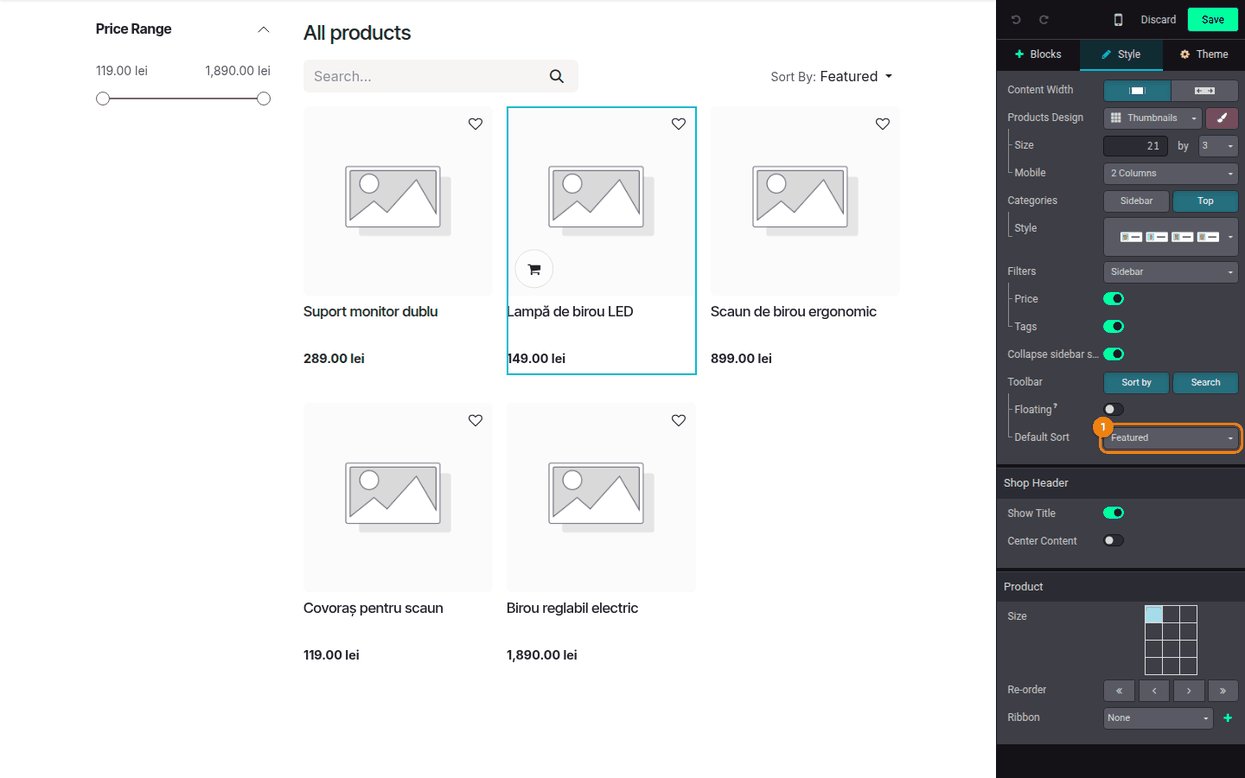 Price Range
119.00 lei 1,890.00 lei
All products
Search...
Sort By: Featured
Suport monitor dublu
289.00 lei
Lampă de birou LED
149.00 lei
Scaun de birou ergonomic
899.00 lei
Covoraș pentru scaun
119.00 lei
Birou reglabil electric
1,890.00 lei
Discard
Save
Blocks
Style
Theme
Content Width
Products Design
Thumbnails
Size
21 by 3
Mobile
2 Columns
Categories
Sidebar
Top
Style
Filters
Sidebar
Price
Tags
Collapse sidebar s...
Toolbar
Sort by
Search
Floating ?
1
Default Sort
Featured
Shop Header
Show Title
Center Content
Product
Size
Re-order
Ribbon
None